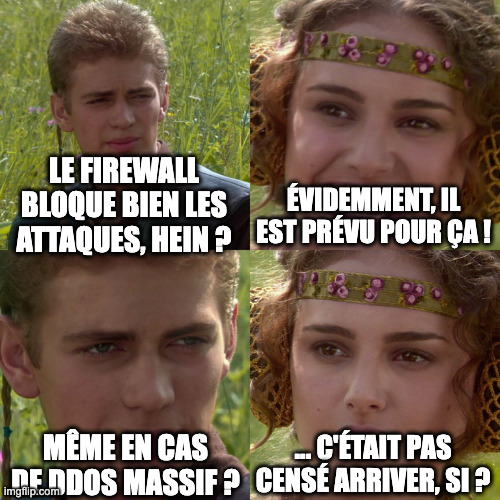 LE FIREWALL
BLOQUE BIEN LES
ATTAQUES, HEIN ?
ÉVIDEMMENT, IL
EST PRÉVU POUR ÇA !
MÊME EN CAS
DE DDOS MASSIF ?
... C'ÉTAIT PAS
CENSÉ ARRIVER, SI ?
imgflip.com